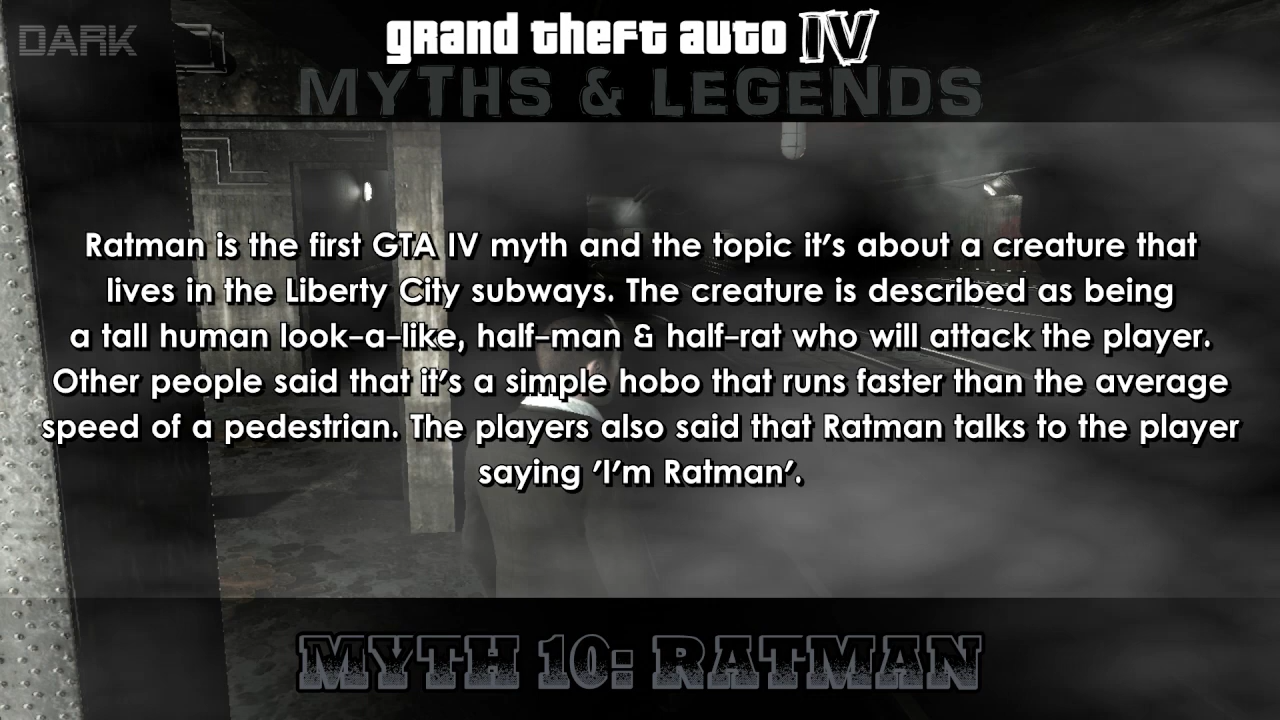 DARK
grand theft auto IV
MYTHS & LEGENDS
Ratman is the first GTA IV myth and the topic it's about a creature that
lives in the Liberty City subways. The creature is described as being
a tall human look-a-like, half-man & half-rat who will attack the player.
Other people said that it's a simple hobo that runs faster than the average
speed of a pedestrian. The players also said that Ratman talks to the player
saying 'I'm Ratman'.
MYTH 10: RATMAN